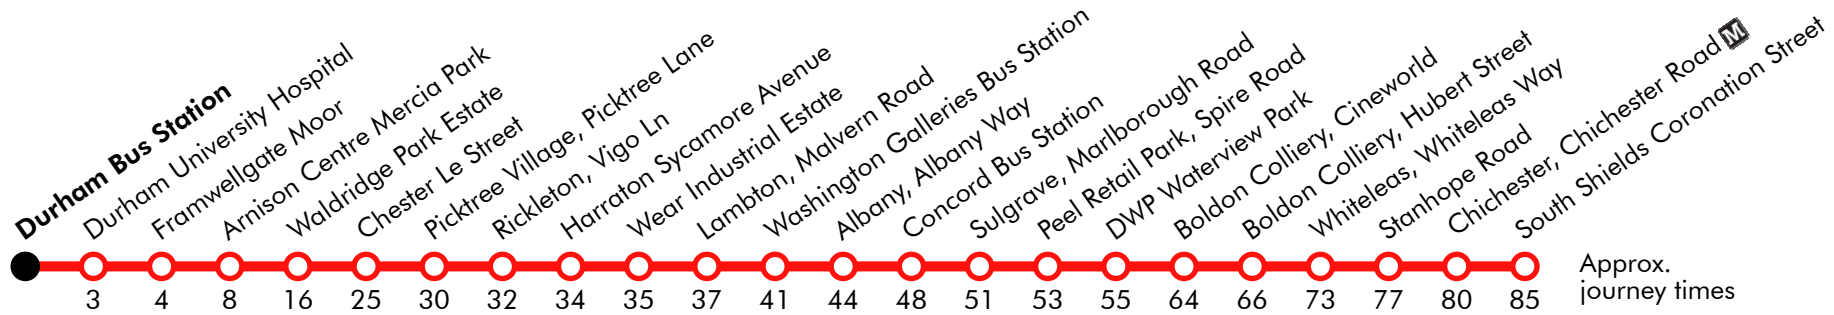 Durham Bus Station
Durham University Hospital
Framwellgate Moor
Arnison Centre Mercia Park
Waldridge Park Estate
Chester Le Street
Picktree Village, Picktree Lane
Rickleton, Vigo Ln
Harraton Sycamore Avenue
Wear Industrial Estate
Lambton, Malvern Road
Washington Galleries Bus Station
Albany, Albany Way
Concord Bus Station
Sulgrave, Marlborough Road
Peel Retail Park, Spire Road
DWP Waterview Park
Boldon Colliery, Cineworld
Boldon Colliery, Hubert Street
Whiteleas, Whiteleas Way
Stanhope Road
Chichester, Chichester Road M
South Shields Coronation Street
3 4 8 16 25 30 32 34 35 37 41 44 48 51 53 55 64 66 73 77 80 85
Approx.
journey times